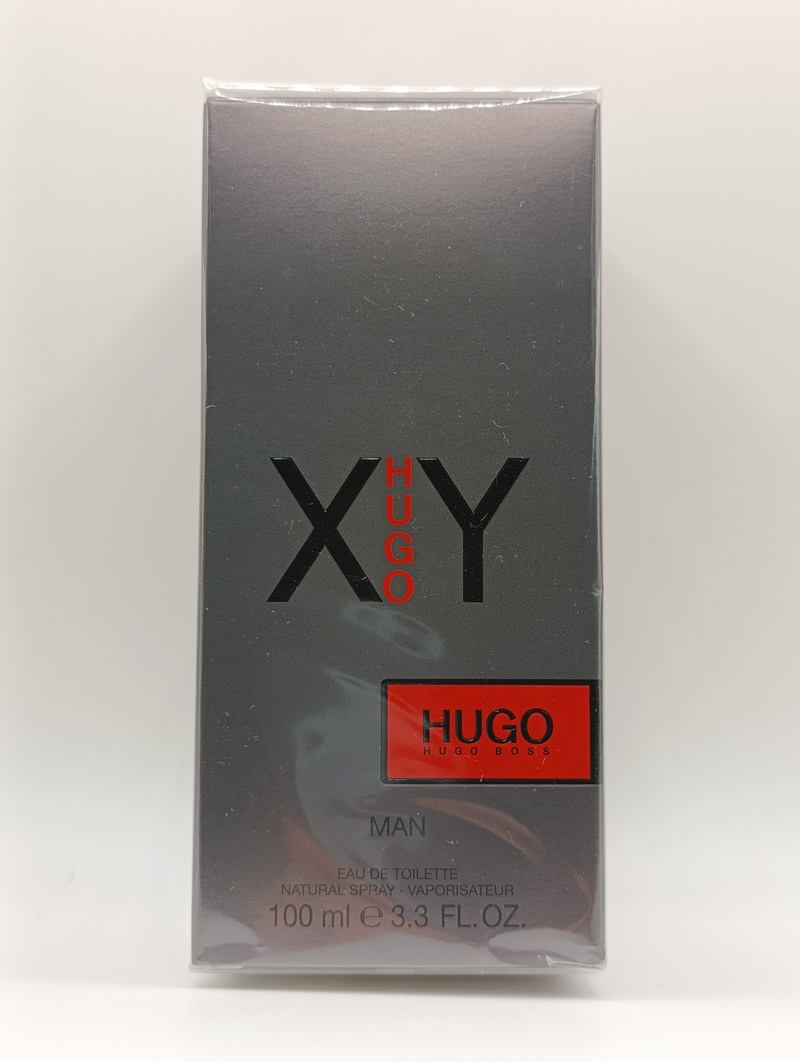 XY
HUGO
HUGO
HUGO BOSS
MAN
EAU DE TOILETTE
NATURAL SPRAY · VAPORISATEUR
100 ml ℮ 3.3 FL. OZ.